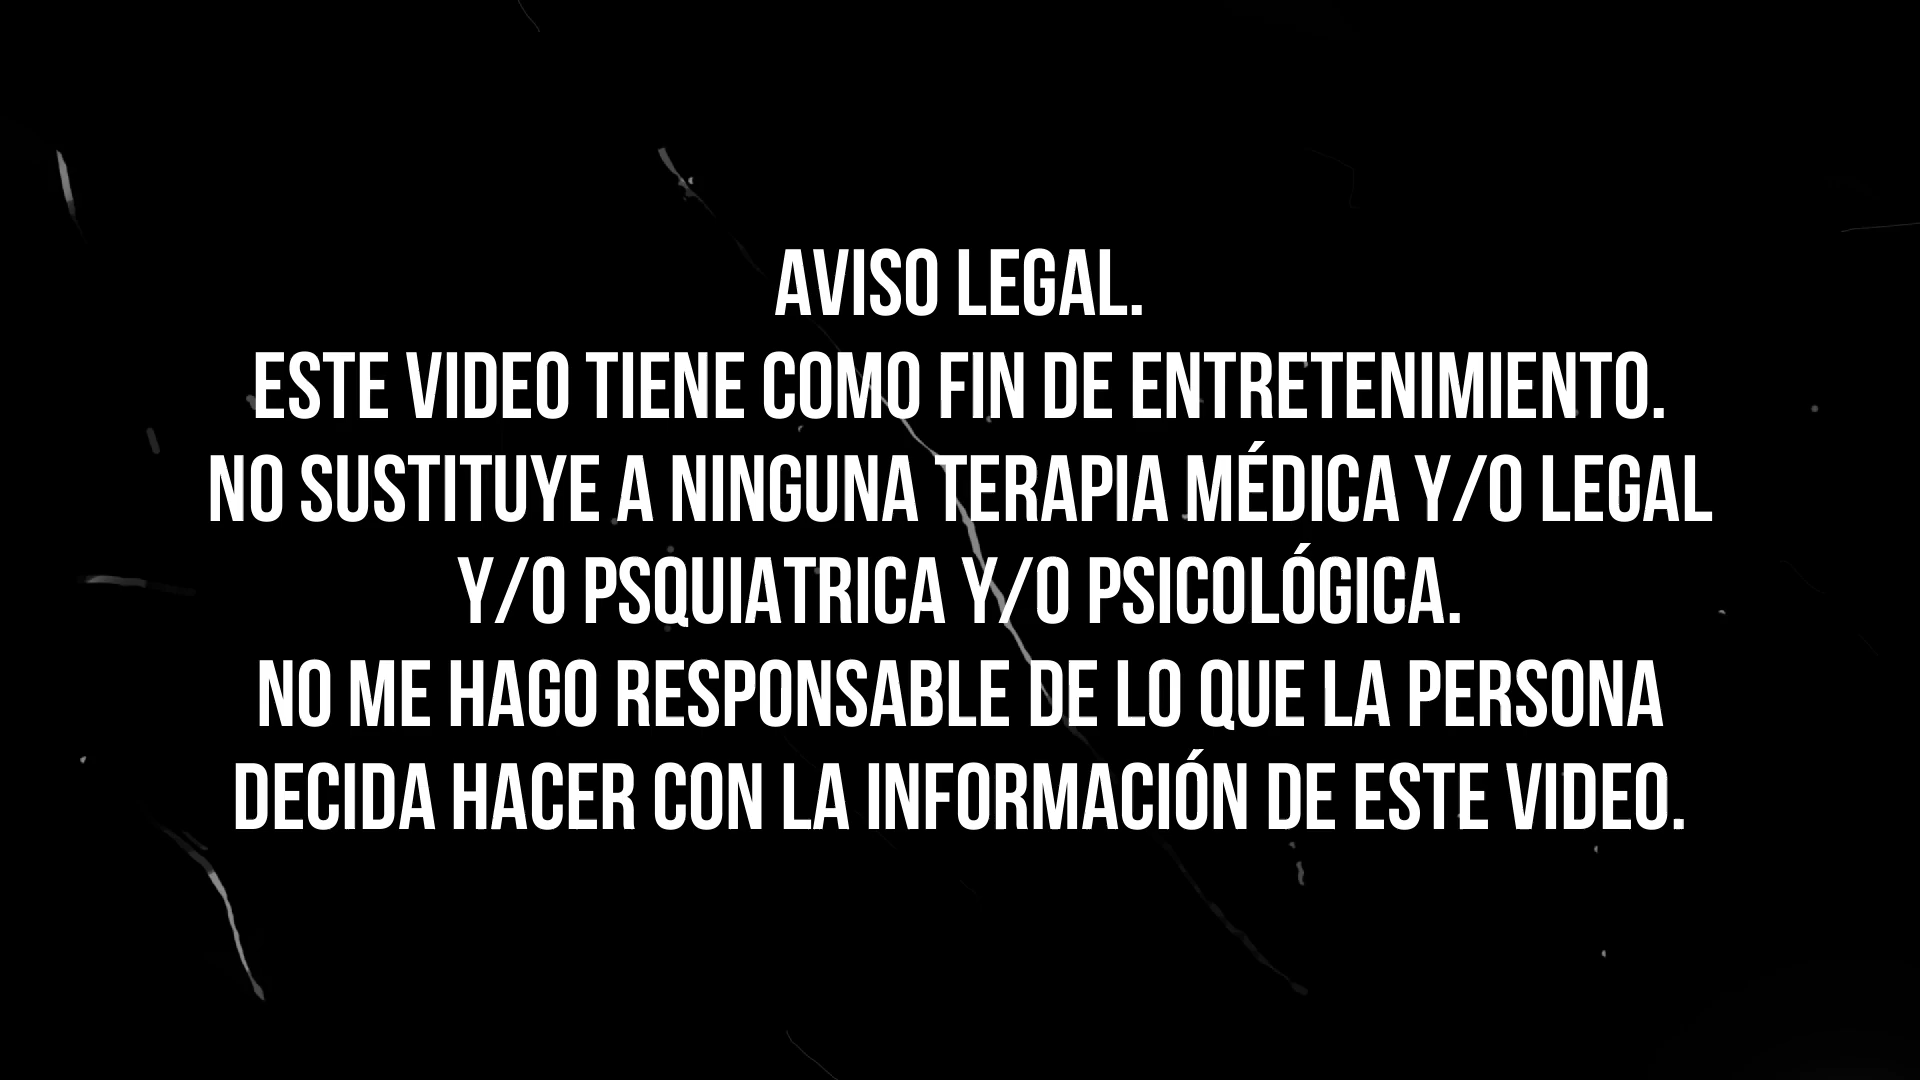 AVISO LEGAL.
ESTE VIDEO TIENE COMO FIN DE ENTRETENIMIENTO.
NO SUSTITUYE A NINGUNA TERAPIA MÉDICA Y/O LEGAL
Y/O PSQUIATRICA Y/O PSICOLÓGICA.
NO ME HAGO RESPONSABLE DE LO QUE LA PERSONA
DECIDA HACER CON LA INFORMACIÓN DE ESTE VIDEO.